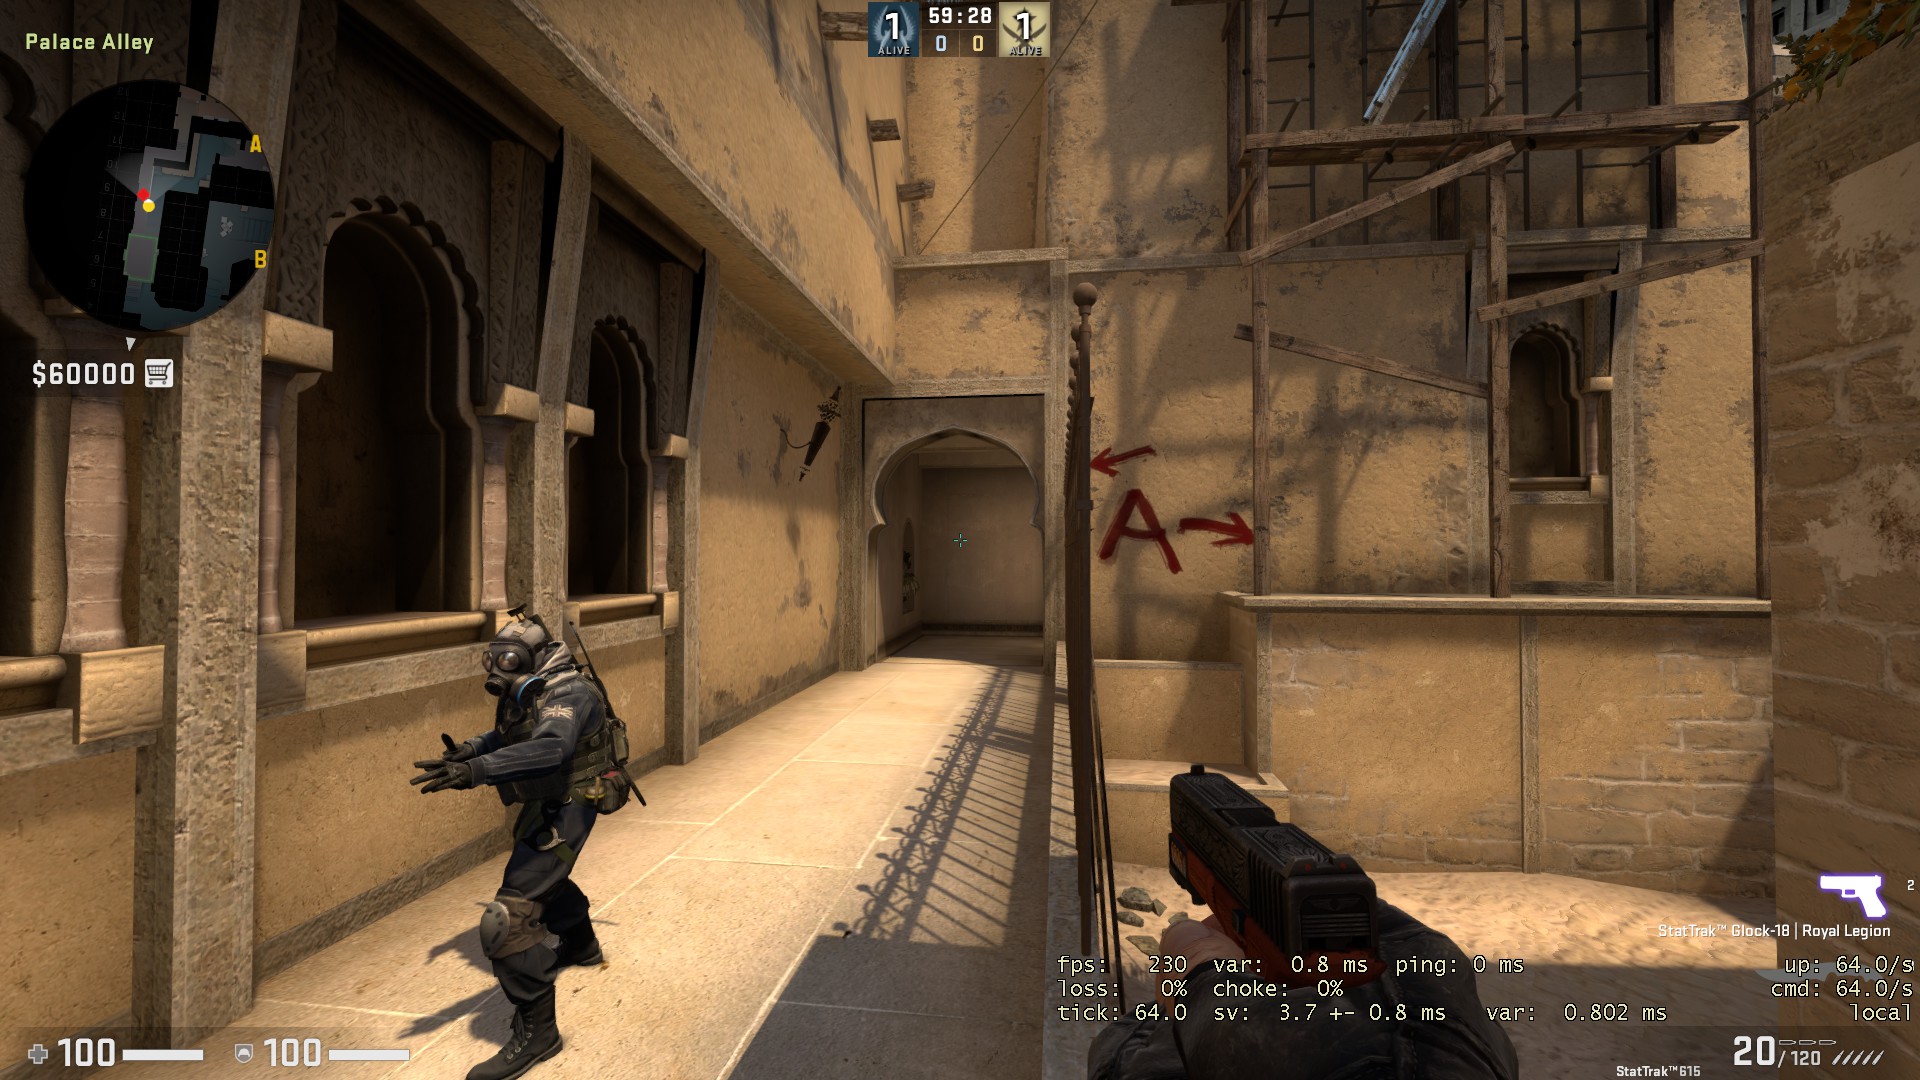 Palace Alley
1
ALIVE
59:28
0 0
1
ALIVE
A
B
$60000
A
2
StatTrak™ Glock-18 | Royal Legion
fps: 230 var: 0.8 ms ping: 0 ms up: 64.0/s
loss: 0% choke: 0% cmd: 64.0/s
tick: 64.0 sv: 3.7 +- 0.8 ms var: 0.802 ms local
100 100
20/ 120
StatTrak™615